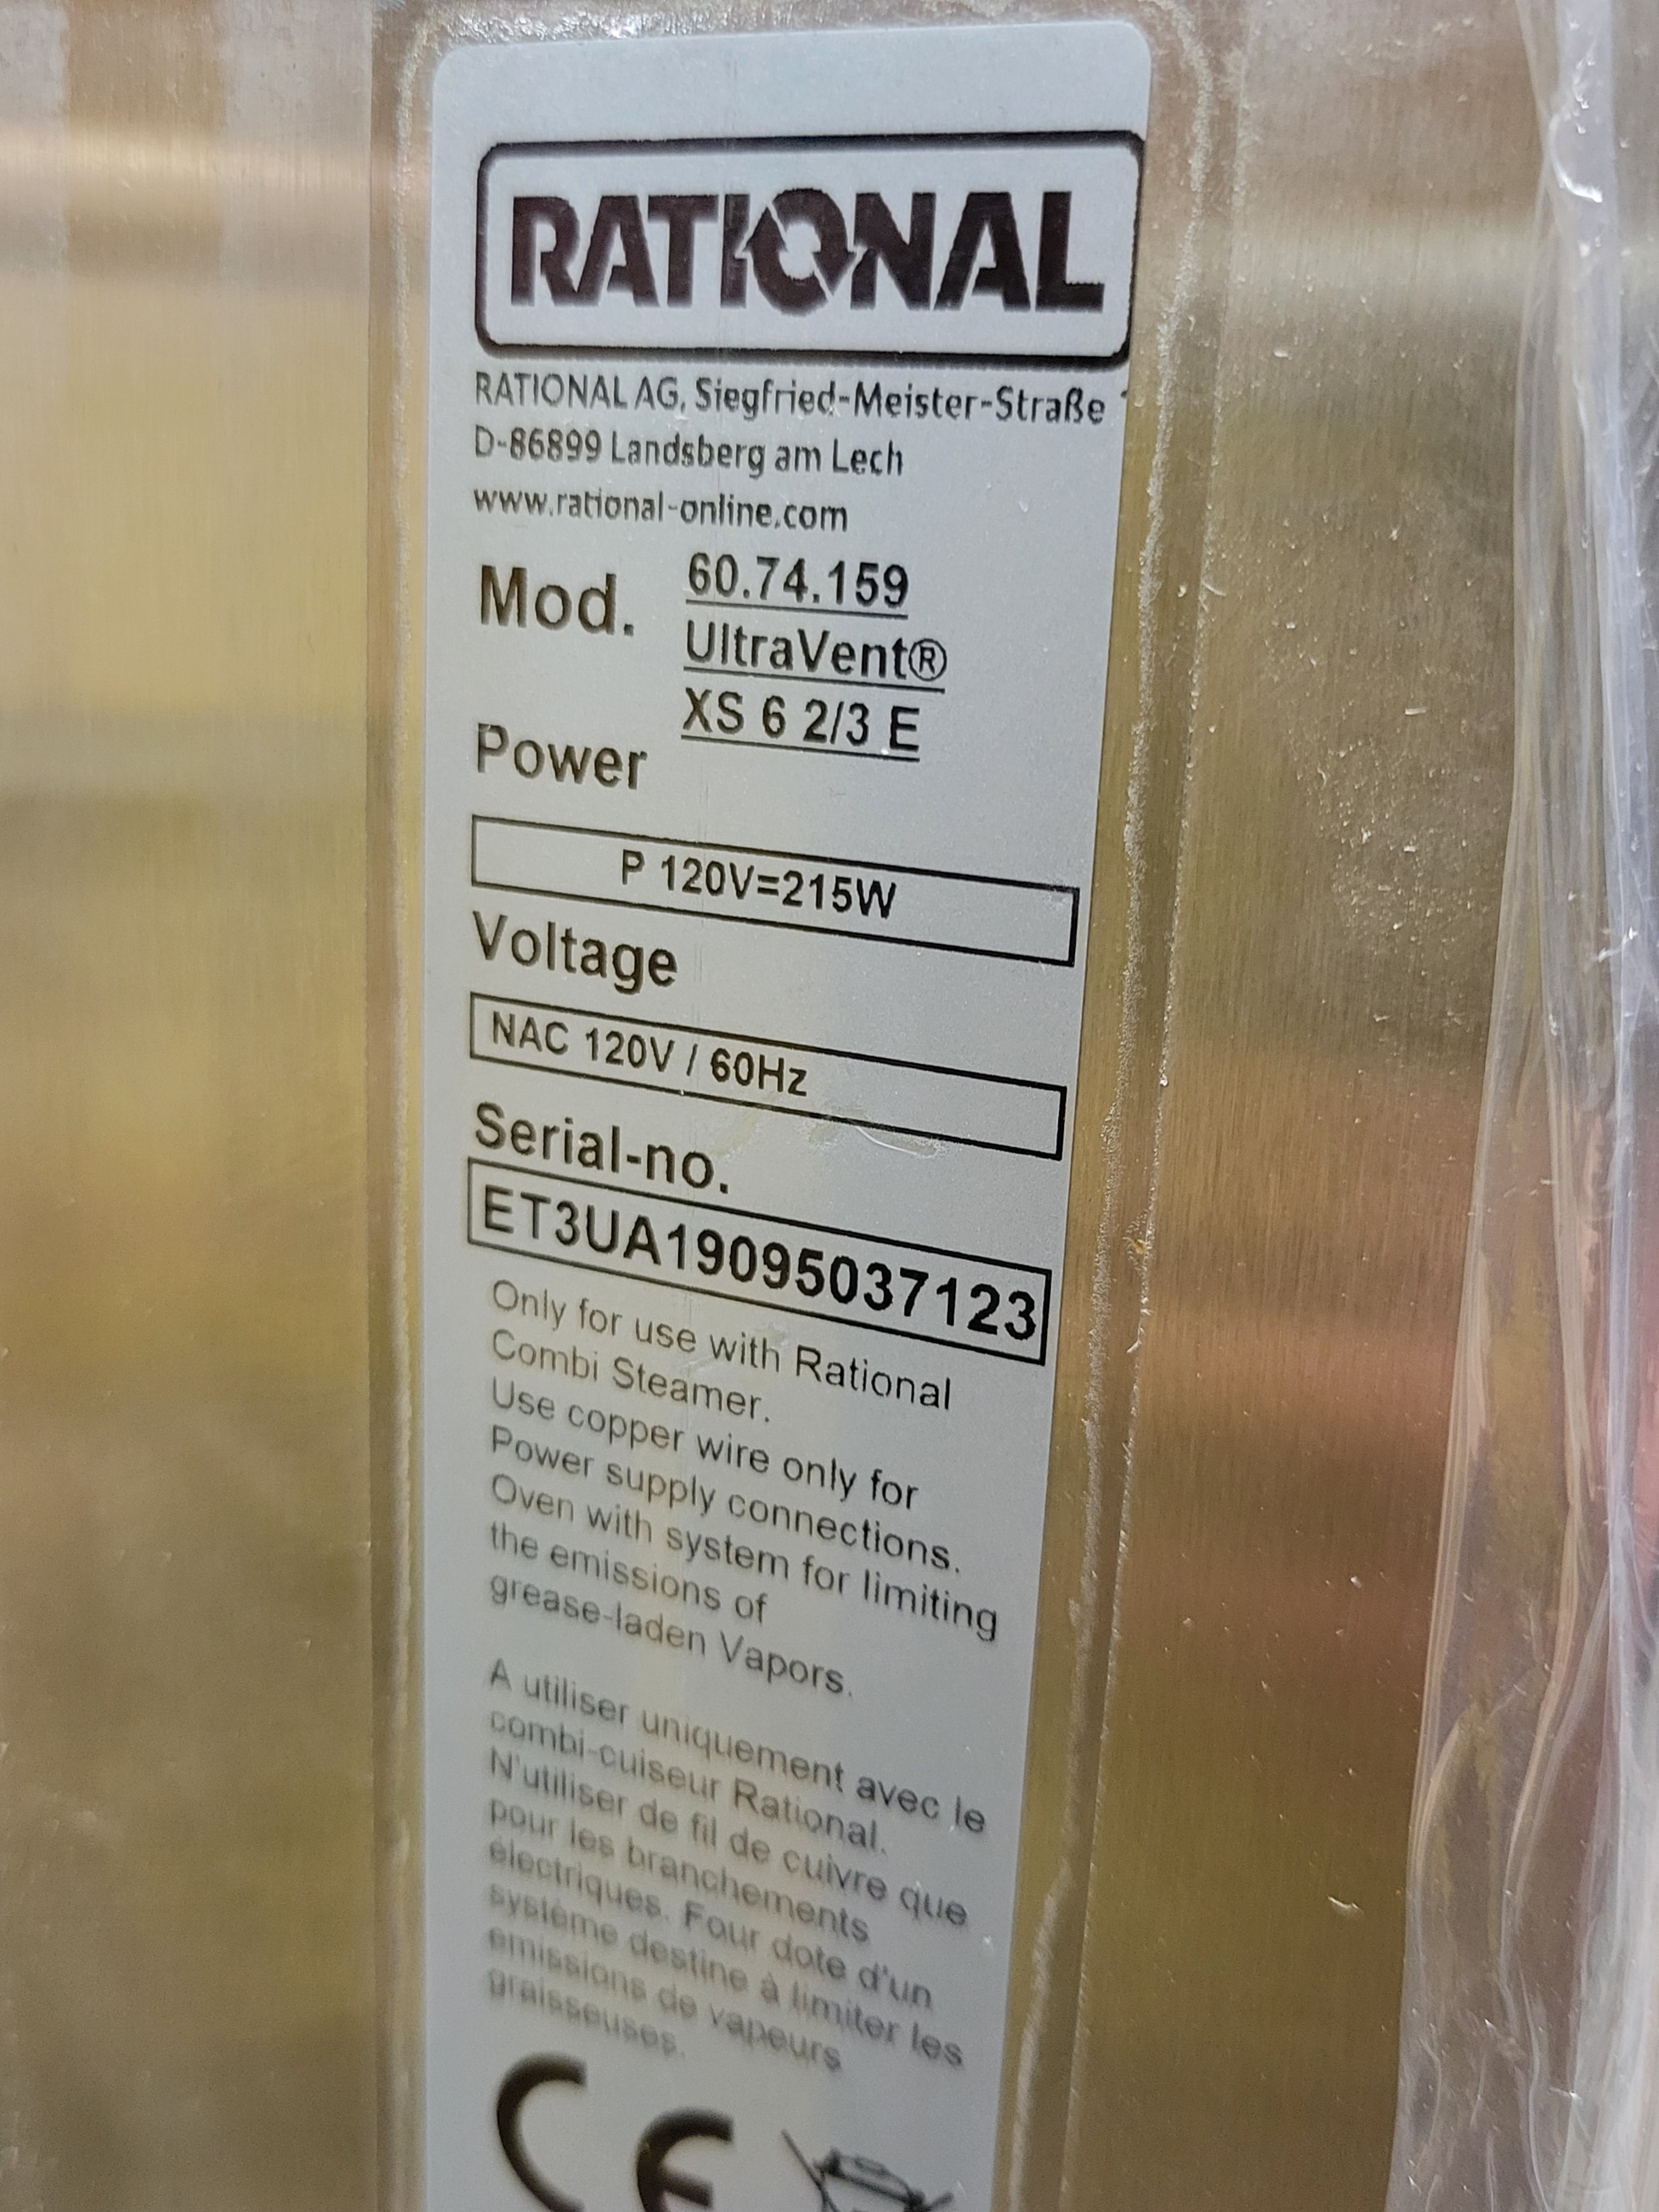 RATIONAL
RATIONAL AG, Siegfried-Meister-Straße
D-86899 Landsberg am Lech
www.rational-online.com
Mod. 60.74.159
UltraVent®
XS 6 2/3 E
Power
P 120V=215W
Voltage
NAC 120V / 60Hz
Serial-no.
ET3UA19095037123
Only for use with Rational
Combi Steamer.
Use copper wire only for
Power supply connections.
Oven with system for limiting
the emissions of
grease-laden Vapors.
A utiliser uniquement avec le
combi-cuiseur Rational.
N'utiliser de fil de cuivre que
pour les branchements
électriques. Four dote d'un
système destine à limiter les
emissions de vapeurs
graisseuses.
CE